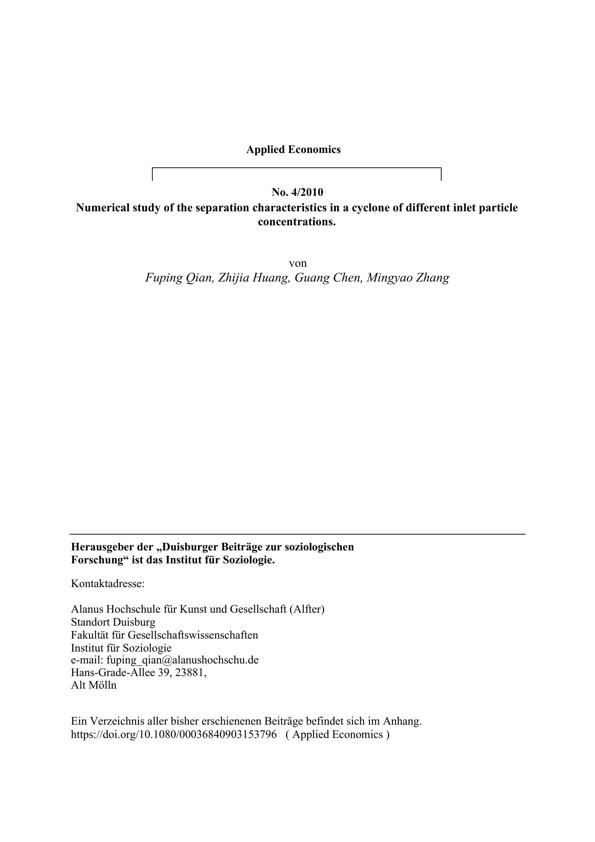 Applied Economics
No. 4/2010
Numerical study of the separation characteristics in a cyclone of different inlet particle
concentrations.
von
Fuping Qian, Zhijia Huang, Guang Chen, Mingyao Zhang
Herausgeber der „Duisburger Beiträge zur soziologischen
Forschung“ ist das Institut für Soziologie.
Kontaktadresse:
Alanus Hochschule für Kunst und Gesellschaft (Alfter)
Standort Duisburg
Fakultät für Gesellschaftswissenschaften
Institut für Soziologie
e-mail: fuping_qian@alanushochschu.de
Hans-Grade-Allee 39, 23881,
Alt Mölln
Ein Verzeichnis aller bisher erschienenen Beiträge befindet sich im Anhang.
https://doi.org/10.1080/00036840903153796 ( Applied Economics )